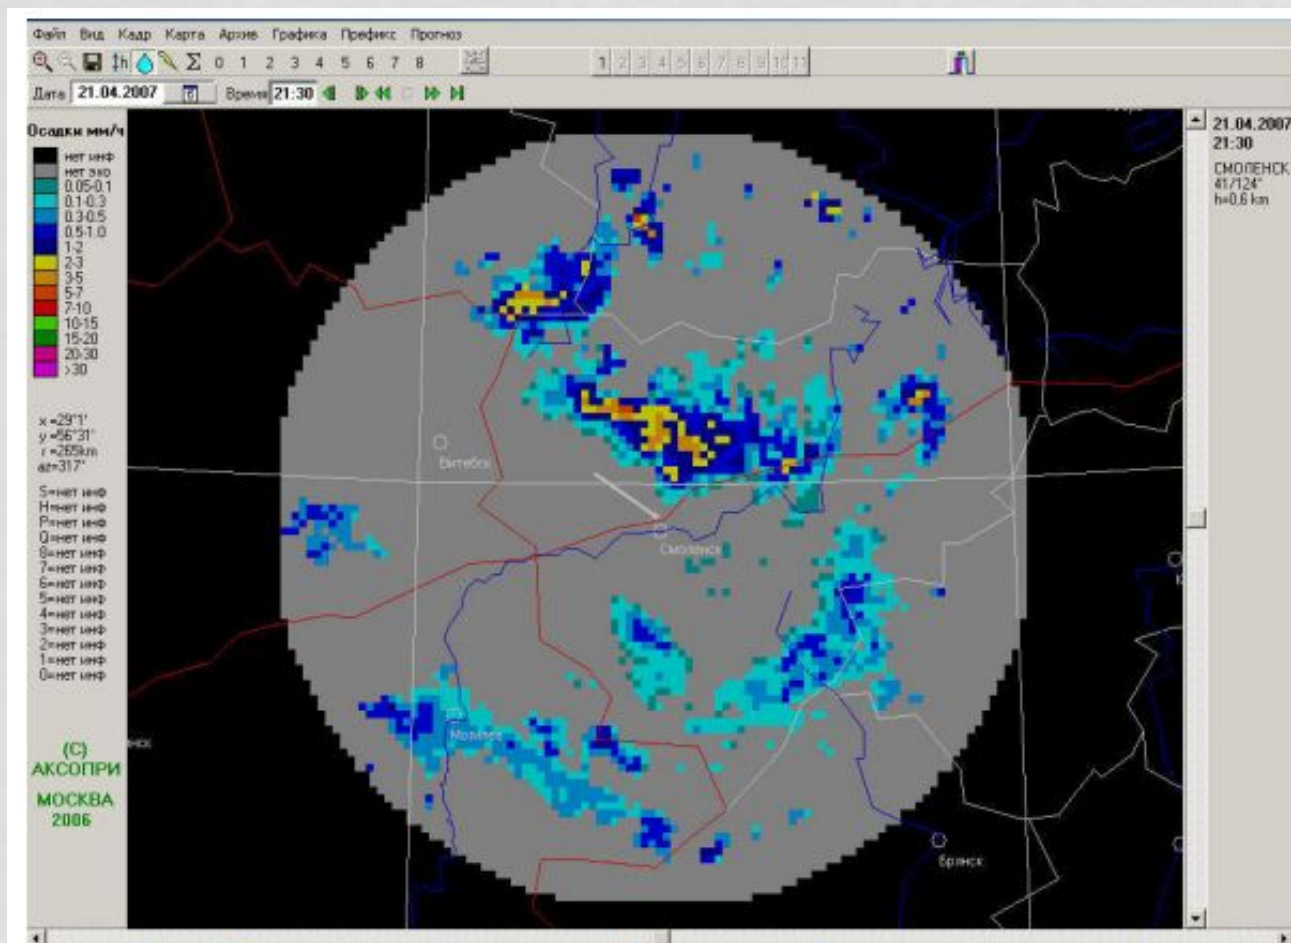 Файл Вид Кадр Карта Архив Графика Префикс Прогноз
h Σ 0 1 2 3 4 5 6 7 8 1 2 3 4 5 6 7 8 9 10 11
Дата 21.04.2007 Время 21:30
Осадки мм/ч
нет инф
нет эхо
0.05-0.1
0.1-0.3
0.3-0.5
0.5-1.0
1-2
2-3
3-5
5-7
7-10
10-15
15-20
20-30
>30
x =29°1'
y =56°31'
r =265km
az=317°
S=нет инф
H=нет инф
P=нет инф
Q=нет инф
8=нет инф
7=нет инф
6=нет инф
5=нет инф
4=нет инф
3=нет инф
2=нет инф
1=нет инф
0=нет инф
(C)
АКСОПРИ
МОСКВА
2006
Витебск
Смоленск
Могилев
Брянск
нск
К
21.04.2007
21:30
СМОЛЕНСК
41/124"
h=0.6 km